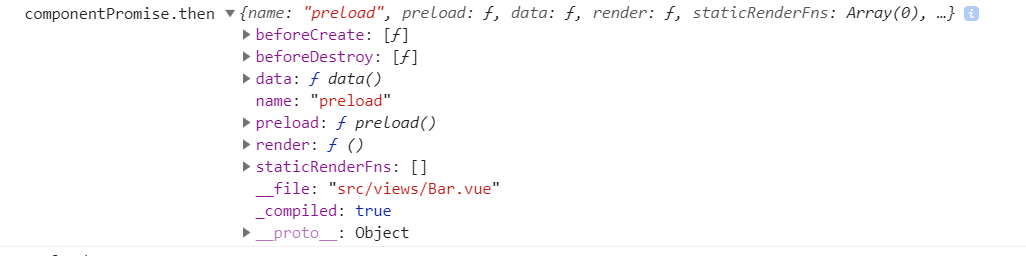 componentPromise.then ▼{name: "preload", preload: ƒ, data: ƒ, render: ƒ, staticRenderFns: Array(0), …} i
▶ beforeCreate: [ƒ]
▶ beforeDestroy: [ƒ]
▶ data: ƒ data()
name: "preload"
▶ preload: ƒ preload()
▶ render: ƒ ()
▶ staticRenderFns: []
__file: "src/views/Bar.vue"
_compiled: true
▶ __proto__: Object